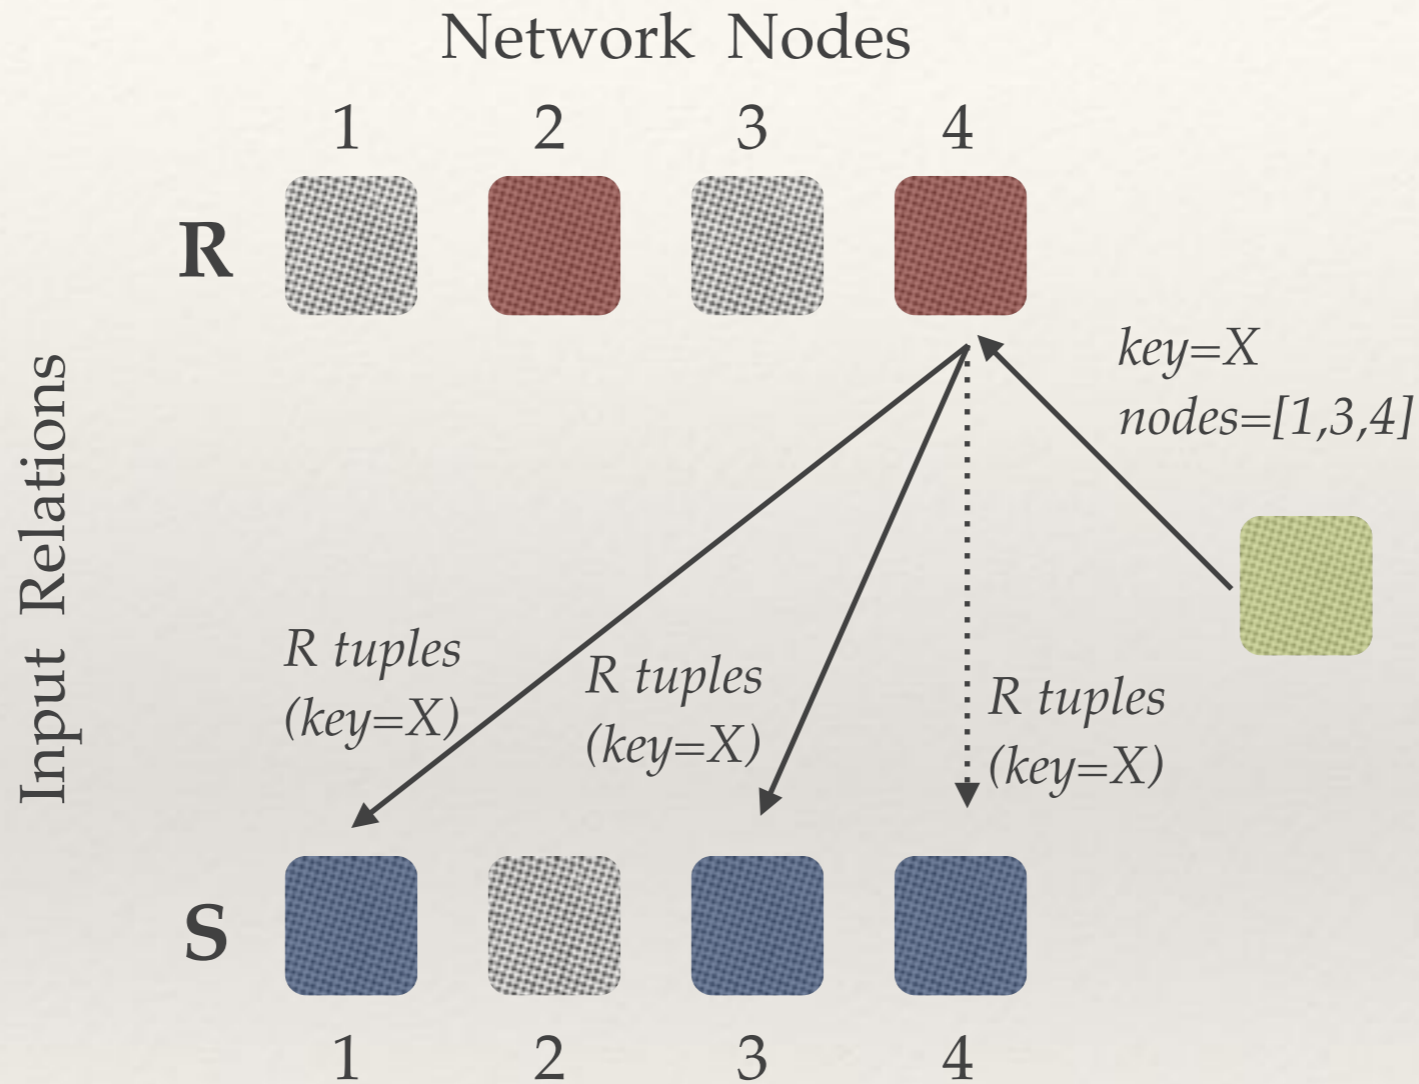 Network Nodes
1 2 3 4
R
key=X
nodes=[1,3,4]
Input Relations
R tuples
(key=X)
R tuples
(key=X)
R tuples
(key=X)
S
1 2 3 4